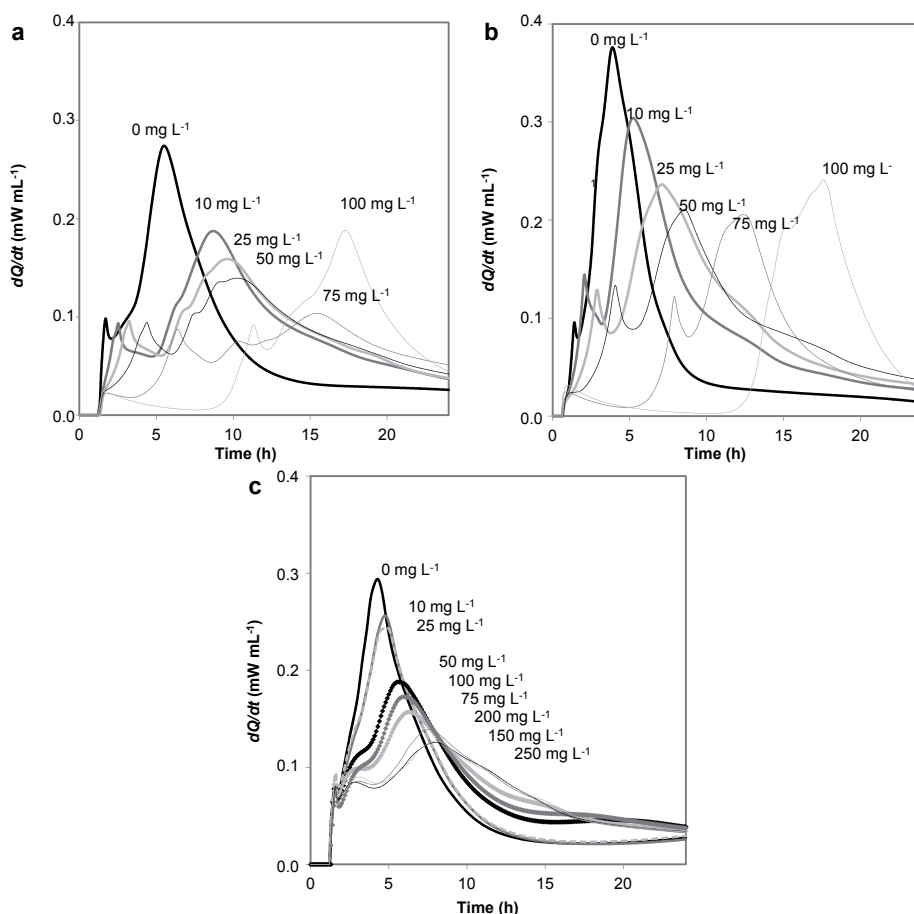 a
0.4
0.3
0.2
0.1
0.0
dQ/dt (mW mL-1)
0 mg L-1
10 mg L-1
25 mg L-1
50 mg L-1
100 mg L-1
75 mg L-1
0 5 10 15 20
Time (h)
b
0.4
0.3
0.2
0.1
0.0
dQ/dt (mW mL-1)
0 mg L-1
10 mg L-1
25 mg L-1
1
50 mg L-1
75 mg L-1
100 mg L-
0 5 10 15 20
Time (h)
c
0.4
0.3
0.2
0.1
0.0
dQ/dt (mW mL-1)
0 mg L-1
10 mg L-1
25 mg L-1
50 mg L-1
100 mg L-1
75 mg L-1
200 mg L-1
150 mg L-1
250 mg L-1
0 5 10 15 20
Time (h)